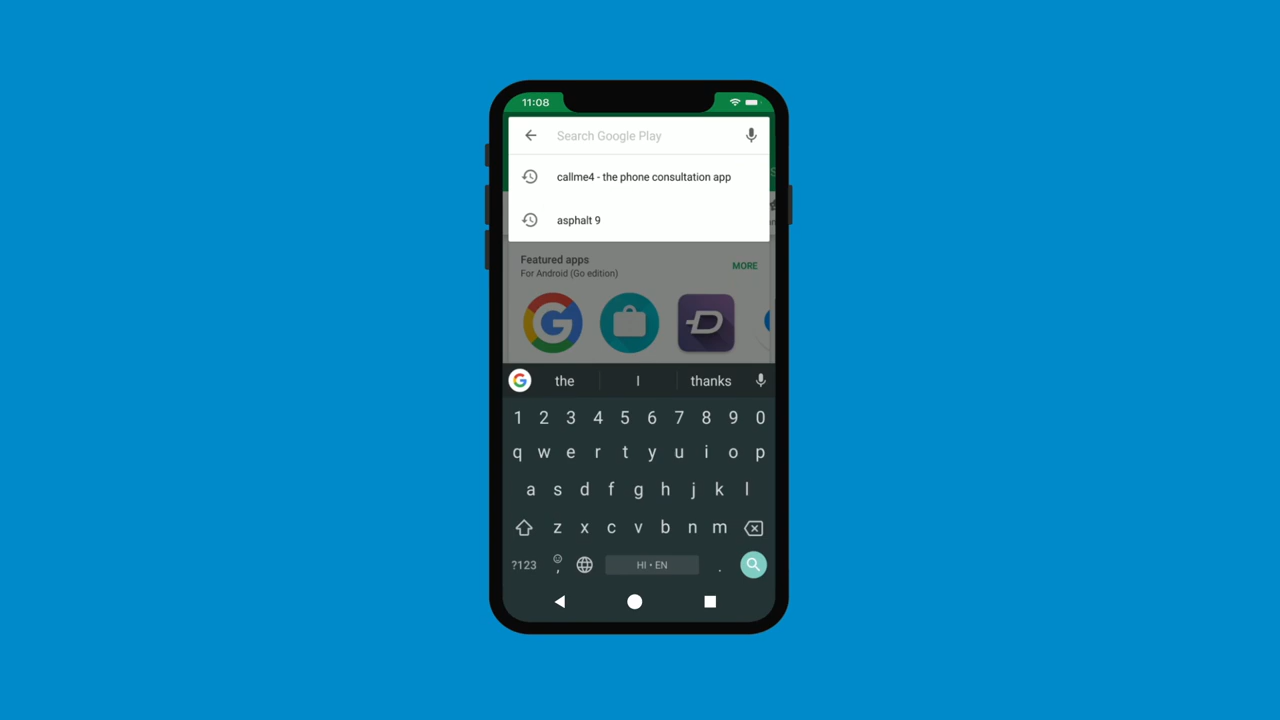 11:08
Search Google Play
callme4 - the phone consultation app
asphalt 9
Featured apps
MORE
For Android (Go edition)
the I thanks
1 2 3 4 5 6 7 8 9 0
q w e r t y u i o p
a s d f g h j k l
z x c v b n m
?123 , HI • EN .